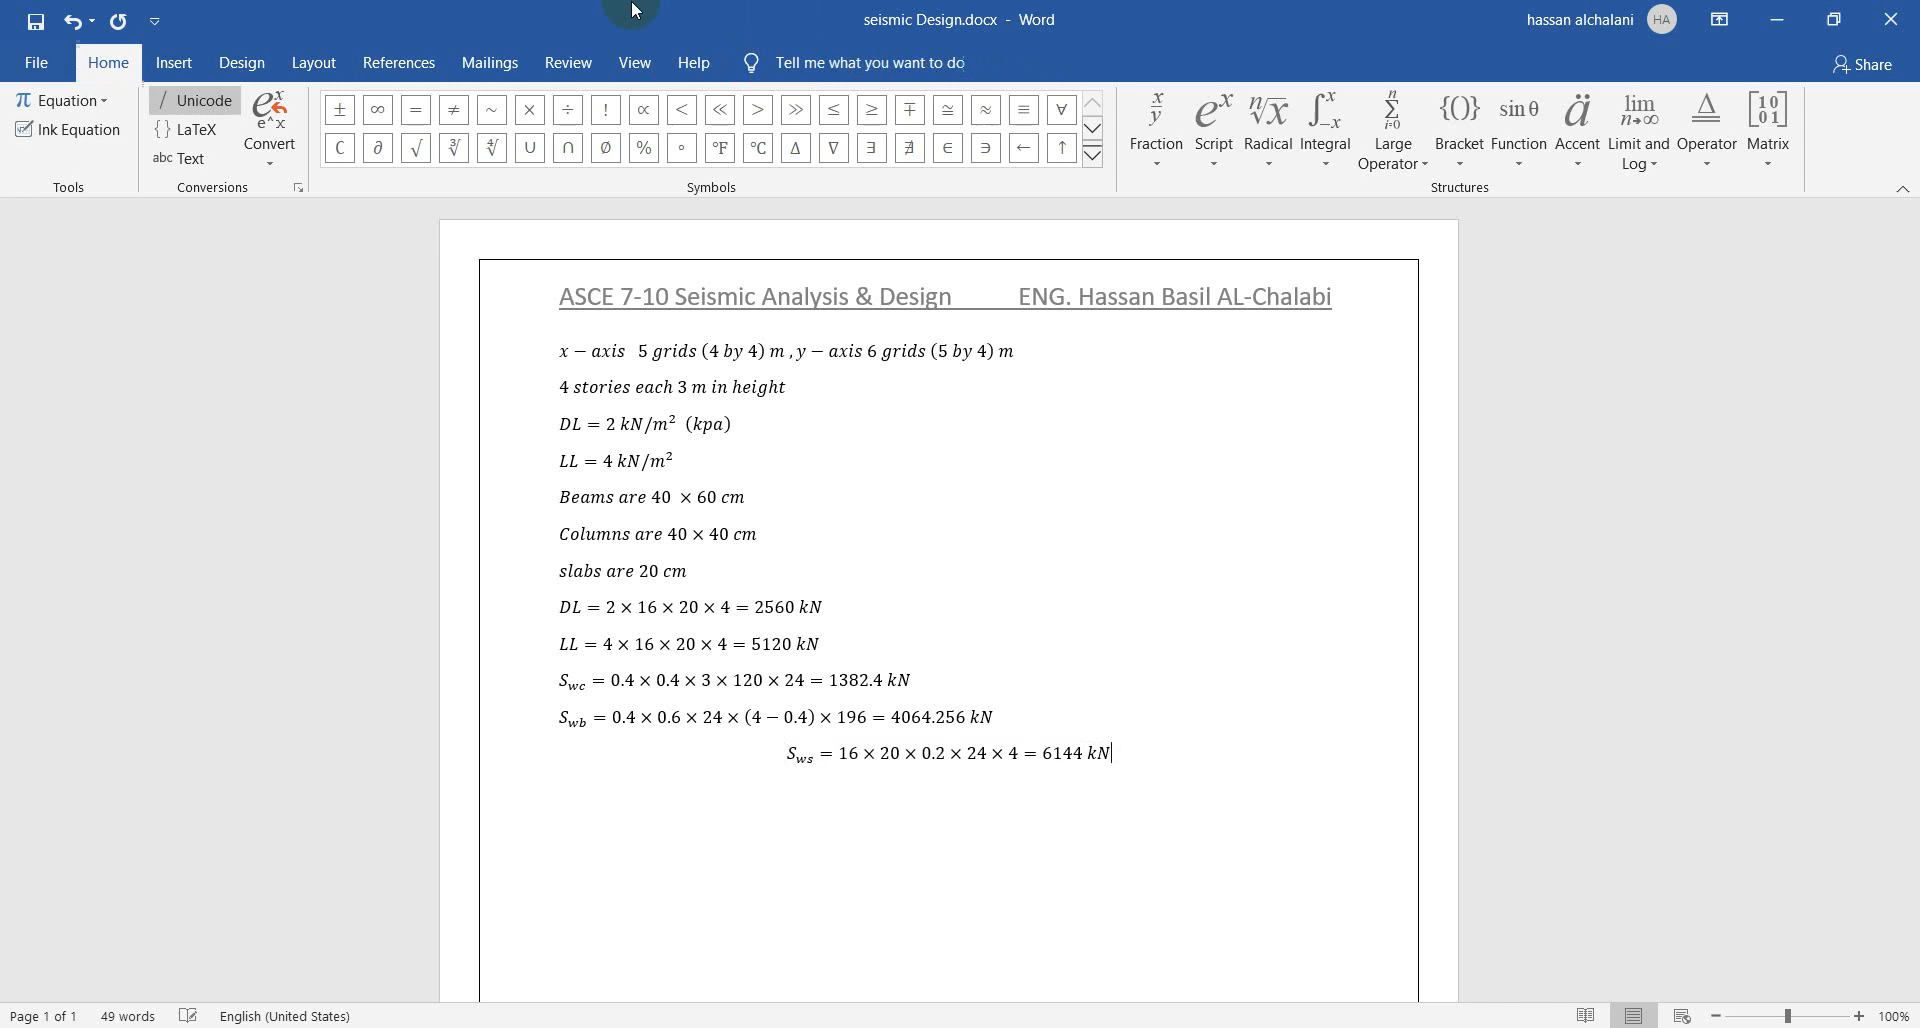 seismic Design.docx - Word
hassan alchalani HA
File Home Insert Design Layout References Mailings Review View Help Tell me what you want to do
Share
π Equation
Ink Equation
Tools
Unicode
{ } LaTeX
abc Text
Convert
Conversions
± ∞ = ≠ ~ × ÷ ! ∝ < ≪ > ≫ ≤ ≥ ∓ ≅ ≈ ≡ ∀
∁ ∂ √ ∛ ∜ ∪ ∩ ∅ % ° °F °C ∆ ∇ ∃ ∄ ∈ ∋ ← ↑
Symbols
Fraction Script Radical Integral Large Operator Bracket Function Accent Limit and Log Operator Matrix
Structures
ASCE 7-10 Seismic Analysis & Design ENG. Hassan Basil AL-Chalabi
x − axis 5 grids (4 by 4) m ,y − axis 6 grids (5 by 4) m
4 stories each 3 m in height
DL = 2 kN/m² (kpa)
LL = 4 kN/m²
Beams are 40 × 60 cm
Columns are 40 × 40 cm
slabs are 20 cm
DL = 2 × 16 × 20 × 4 = 2560 kN
LL = 4 × 16 × 20 × 4 = 5120 kN
S_wc = 0.4 × 0.4 × 3 × 120 × 24 = 1382.4 kN
S_wb = 0.4 × 0.6 × 24 × (4 − 0.4) × 196 = 4064.256 kN
S_ws = 16 × 20 × 0.2 × 24 × 4 = 6144 kN
Page 1 of 1 49 words English (United States) 100%